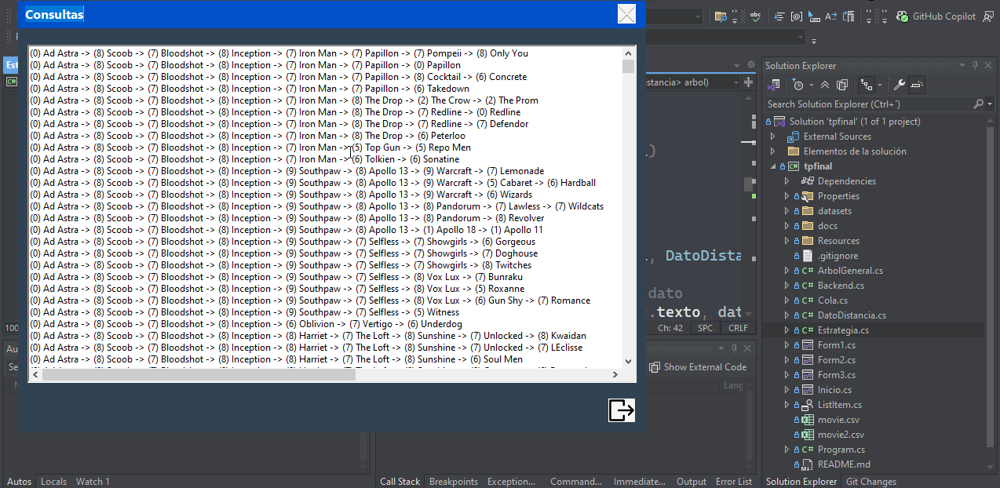 Consultas
GitHub Copilot
(0) Ad Astra -> (8) Scoob -> (7) Bloodshot -> (8) Inception -> (7) Iron Man -> (7) Papillon -> (7) Pompeii -> (8) Only You
(0) Ad Astra -> (8) Scoob -> (7) Bloodshot -> (8) Inception -> (7) Iron Man -> (7) Papillon -> (0) Papillon
(0) Ad Astra -> (8) Scoob -> (7) Bloodshot -> (8) Inception -> (7) Iron Man -> (7) Papillon -> (8) Cocktail -> (6) Concrete
(0) Ad Astra -> (8) Scoob -> (7) Bloodshot -> (8) Inception -> (7) Iron Man -> (7) Papillon -> (6) Takedown
(0) Ad Astra -> (8) Scoob -> (7) Bloodshot -> (8) Inception -> (7) Iron Man -> (8) The Drop -> (2) The Crow -> (2) The Prom
(0) Ad Astra -> (8) Scoob -> (7) Bloodshot -> (8) Inception -> (7) Iron Man -> (8) The Drop -> (7) Redline -> (0) Redline
(0) Ad Astra -> (8) Scoob -> (7) Bloodshot -> (8) Inception -> (7) Iron Man -> (8) The Drop -> (7) Redline -> (7) Defendor
(0) Ad Astra -> (8) Scoob -> (7) Bloodshot -> (8) Inception -> (7) Iron Man -> (8) The Drop -> (6) Peterloo
(0) Ad Astra -> (8) Scoob -> (7) Bloodshot -> (8) Inception -> (7) Iron Man -> (5) Top Gun -> (5) Repo Men
(0) Ad Astra -> (8) Scoob -> (7) Bloodshot -> (8) Inception -> (7) Iron Man -> (6) Tolkien -> (6) Sonatine
(0) Ad Astra -> (8) Scoob -> (7) Bloodshot -> (8) Inception -> (9) Southpaw -> (8) Apollo 13 -> (9) Warcraft -> (7) Lemonade
(0) Ad Astra -> (8) Scoob -> (7) Bloodshot -> (8) Inception -> (9) Southpaw -> (8) Apollo 13 -> (9) Warcraft -> (5) Cabaret -> (6) Hardball
(0) Ad Astra -> (8) Scoob -> (7) Bloodshot -> (8) Inception -> (9) Southpaw -> (8) Apollo 13 -> (9) Warcraft -> (6) Wizards
(0) Ad Astra -> (8) Scoob -> (7) Bloodshot -> (8) Inception -> (9) Southpaw -> (8) Apollo 13 -> (8) Pandorum -> (7) Lawless -> (7) Wildcats
(0) Ad Astra -> (8) Scoob -> (7) Bloodshot -> (8) Inception -> (9) Southpaw -> (8) Apollo 13 -> (8) Pandorum -> (8) Revolver
(0) Ad Astra -> (8) Scoob -> (7) Bloodshot -> (8) Inception -> (9) Southpaw -> (8) Apollo 13 -> (1) Apollo 18 -> (1) Apollo 11
(0) Ad Astra -> (8) Scoob -> (7) Bloodshot -> (8) Inception -> (9) Southpaw -> (7) Selfless -> (7) Showgirls -> (6) Gorgeous
(0) Ad Astra -> (8) Scoob -> (7) Bloodshot -> (8) Inception -> (9) Southpaw -> (7) Selfless -> (7) Showgirls -> (7) Doghouse
(0) Ad Astra -> (8) Scoob -> (7) Bloodshot -> (8) Inception -> (9) Southpaw -> (7) Selfless -> (7) Showgirls -> (8) Twitches
(0) Ad Astra -> (8) Scoob -> (7) Bloodshot -> (8) Inception -> (9) Southpaw -> (7) Selfless -> (8) Vox Lux -> (7) Bunraku
(0) Ad Astra -> (8) Scoob -> (7) Bloodshot -> (8) Inception -> (9) Southpaw -> (7) Selfless -> (8) Vox Lux -> (5) Roxanne
(0) Ad Astra -> (8) Scoob -> (7) Bloodshot -> (8) Inception -> (9) Southpaw -> (7) Selfless -> (8) Vox Lux -> (6) Gun Shy -> (7) Romance
(0) Ad Astra -> (8) Scoob -> (7) Bloodshot -> (8) Inception -> (9) Southpaw -> (7) Selfless -> (5) Witness
(0) Ad Astra -> (8) Scoob -> (7) Bloodshot -> (8) Inception -> (6) Oblivion -> (7) Vertigo -> (6) Underdog
(0) Ad Astra -> (8) Scoob -> (7) Bloodshot -> (8) Inception -> (8) Harriet -> (7) The Loft -> (8) Sunshine -> (7) Unlocked -> (8) Kwaidan
(0) Ad Astra -> (8) Scoob -> (7) Bloodshot -> (8) Inception -> (8) Harriet -> (7) The Loft -> (8) Sunshine -> (7) Unlocked -> (7) LEclisse
(0) Ad Astra -> (8) Scoob -> (7) Bloodshot -> (8) Inception -> (8) Harriet -> (7) The Loft -> (8) Sunshine -> (6) Soul Men
Est
istancia> arbol)
, DatoDista
dato
.texto, dat
100
Ch: 42
SPC
CRLF
Au
Se
Show External Code
Lang
Autos
Locals
Watch 1
Call Stack
Breakpoints
Exception...
Command...
Immediate...
Output
Error List
Solution Explorer
Search Solution Explorer (Ctrl+´)
Solution 'tpfinal' (1 of 1 project)
External Sources
Elementos de la solución
tpfinal
Dependencies
Properties
datasets
docs
Resources
.gitignore
C# ArbolGeneral.cs
C# Backend.cs
C# Cola.cs
C# DatoDistancia.cs
C# Estrategia.cs
Form1.cs
Form2.cs
Form3.cs
Inicio.cs
ListItem.cs
movie.csv
movie2.csv
C# Program.cs
README.md
Solution Explorer
Git Changes